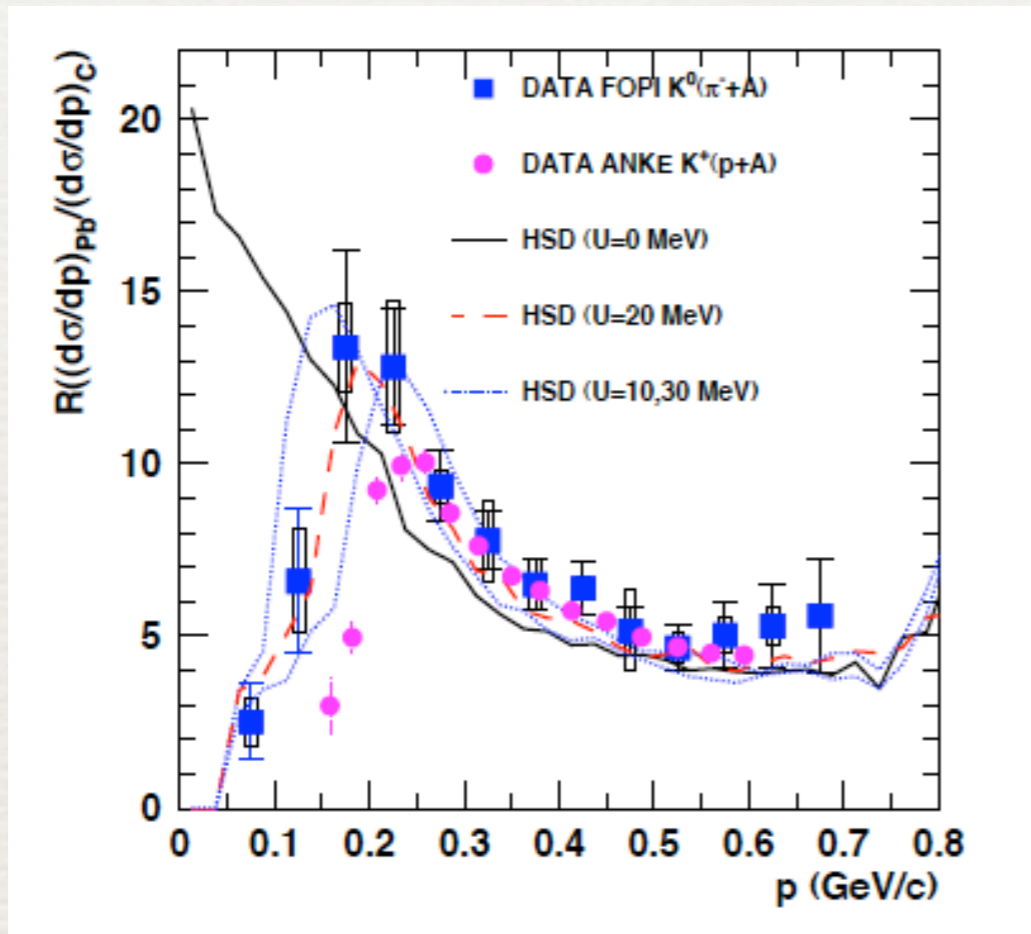 R((dσ/dp)Pb/(dσ/dp)C)
20
15
10
5
0
DATA FOPI K⁰(π⁻+A)
DATA ANKE K⁺(p+A)
HSD (U=0 MeV)
HSD (U=20 MeV)
HSD (U=10,30 MeV)
0 0.1 0.2 0.3 0.4 0.5 0.6 0.7 0.8
p (GeV/c)